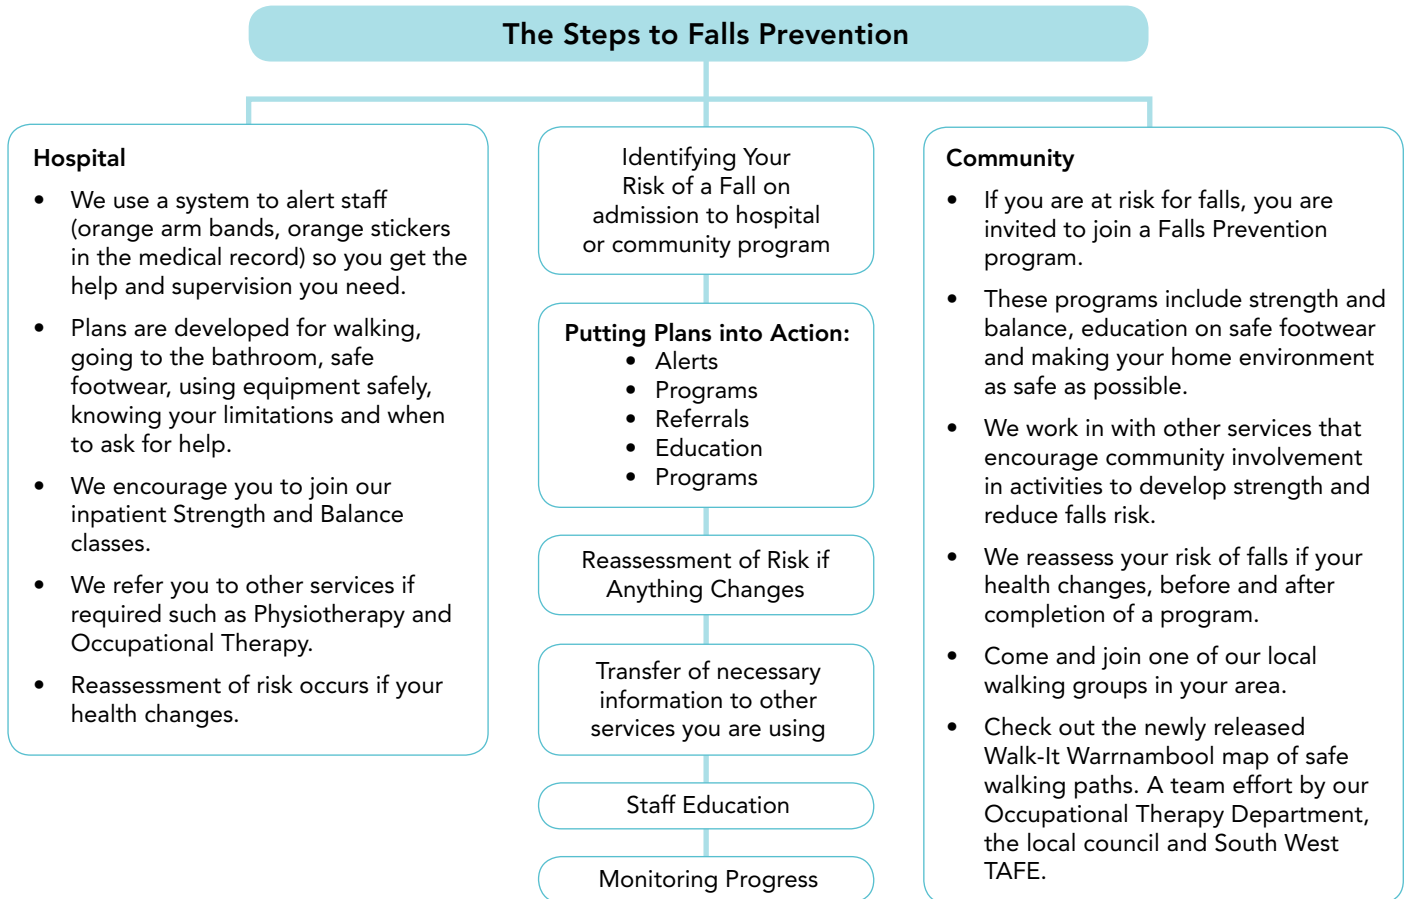 The Steps to Falls Prevention
Hospital
• We use a system to alert staff
(orange arm bands, orange stickers
in the medical record) so you get the
help and supervision you need.
• Plans are developed for walking,
going to the bathroom, safe
footwear, using equipment safely,
knowing your limitations and when
to ask for help.
• We encourage you to join our
inpatient Strength and Balance
classes.
• We refer you to other services if
required such as Physiotherapy and
Occupational Therapy.
• Reassessment of risk occurs if your
health changes.
Identifying Your
Risk of a Fall on
admission to hospital
or community program
Putting Plans into Action:
• Alerts
• Programs
• Referrals
• Education
• Programs
Reassessment of Risk if
Anything Changes
Transfer of necessary
information to other
services you are using
Staff Education
Monitoring Progress
Community
• If you are at risk for falls, you are
invited to join a Falls Prevention
program.
• These programs include strength and
balance, education on safe footwear
and making your home environment
as safe as possible.
• We work in with other services that
encourage community involvement
in activities to develop strength and
reduce falls risk.
• We reassess your risk of falls if your
health changes, before and after
completion of a program.
• Come and join one of our local
walking groups in your area.
• Check out the newly released
Walk-It Warrnambool map of safe
walking paths. A team effort by our
Occupational Therapy Department,
the local council and South West
TAFE.